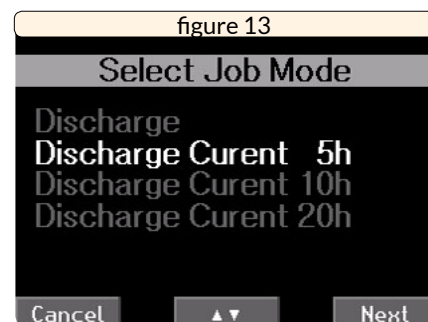 figure 13
Select Job Mode
Discharge
Discharge Curent 5h
Discharge Curent 10h
Discharge Curent 20h
Cancel ▲▼ Next